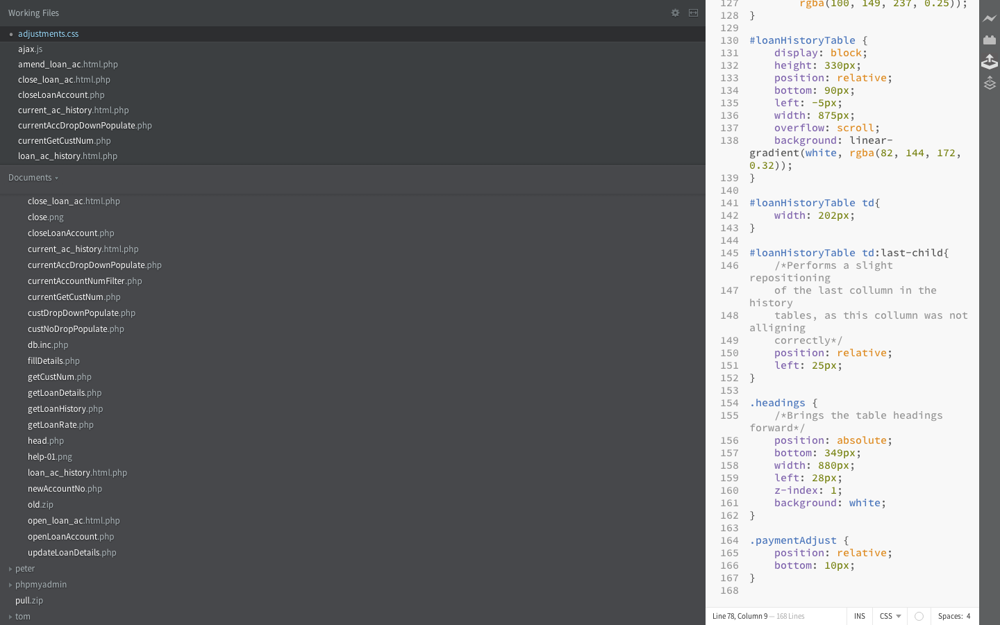 Working Files
adjustments.css
ajax.js
amend_loan_ac.html.php
close_loan_ac.html.php
closeLoanAccount.php
current_ac_history.html.php
currentAccDropDownPopulate.php
currentGetCustNum.php
loan_ac_history.html.php
Documents
close_loan_ac.html.php
close.png
closeLoanAccount.php
current_ac_history.html.php
currentAccDropDownPopulate.php
currentAccountNumFilter.php
currentGetCustNum.php
custDropDownPopulate.php
custNoDropPopulate.php
db.inc.php
fillDetails.php
getCustNum.php
getLoanDetails.php
getLoanHistory.php
getLoanRate.php
head.php
help-01.png
loan_ac_history.html.php
newAccountNo.php
old.zip
open_loan_ac.html.php
openLoanAccount.php
updateLoanDetails.php
peter
phpmyadmin
pull.zip
tom
127 rgba(100, 149, 237, 0.25));
128 }
129
130 #loanHistoryTable {
131 display: block;
132 height: 330px;
133 position: relative;
134 bottom: 90px;
135 left: -5px;
136 width: 875px;
137 overflow: scroll;
138 background: linear-
gradient(white, rgba(82, 144, 172,
0.32));
139 }
140
141 #loanHistoryTable td{
142 width: 202px;
143 }
144
145 #loanHistoryTable td:last-child{
146 /*Performs a slight
repositioning
147 of the last collumn in the
history
148 tables, as this collumn was not
alligning
149 correctly*/
150 position: relative;
151 left: 25px;
152 }
153
154 .headings {
155 /*Brings the table headings
forward*/
156 position: absolute;
157 bottom: 349px;
158 width: 880px;
159 left: 28px;
160 z-index: 1;
161 background: white;
162 }
163
164 .paymentAdjust {
165 position: relative;
166 bottom: 10px;
167 }
168
Line 78, Column 9 — 168 Lines
INS
CSS
Spaces: 4